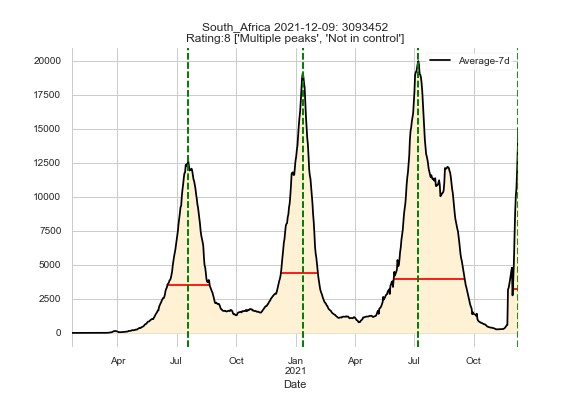 South_Africa 2021-12-09: 3093452
Rating:8 ['Multiple peaks', 'Not in control']
Average-7d
20000
17500
15000
12500
10000
7500
5000
2500
0
Apr Jul Oct Jan Apr Jul Oct
2021
Date